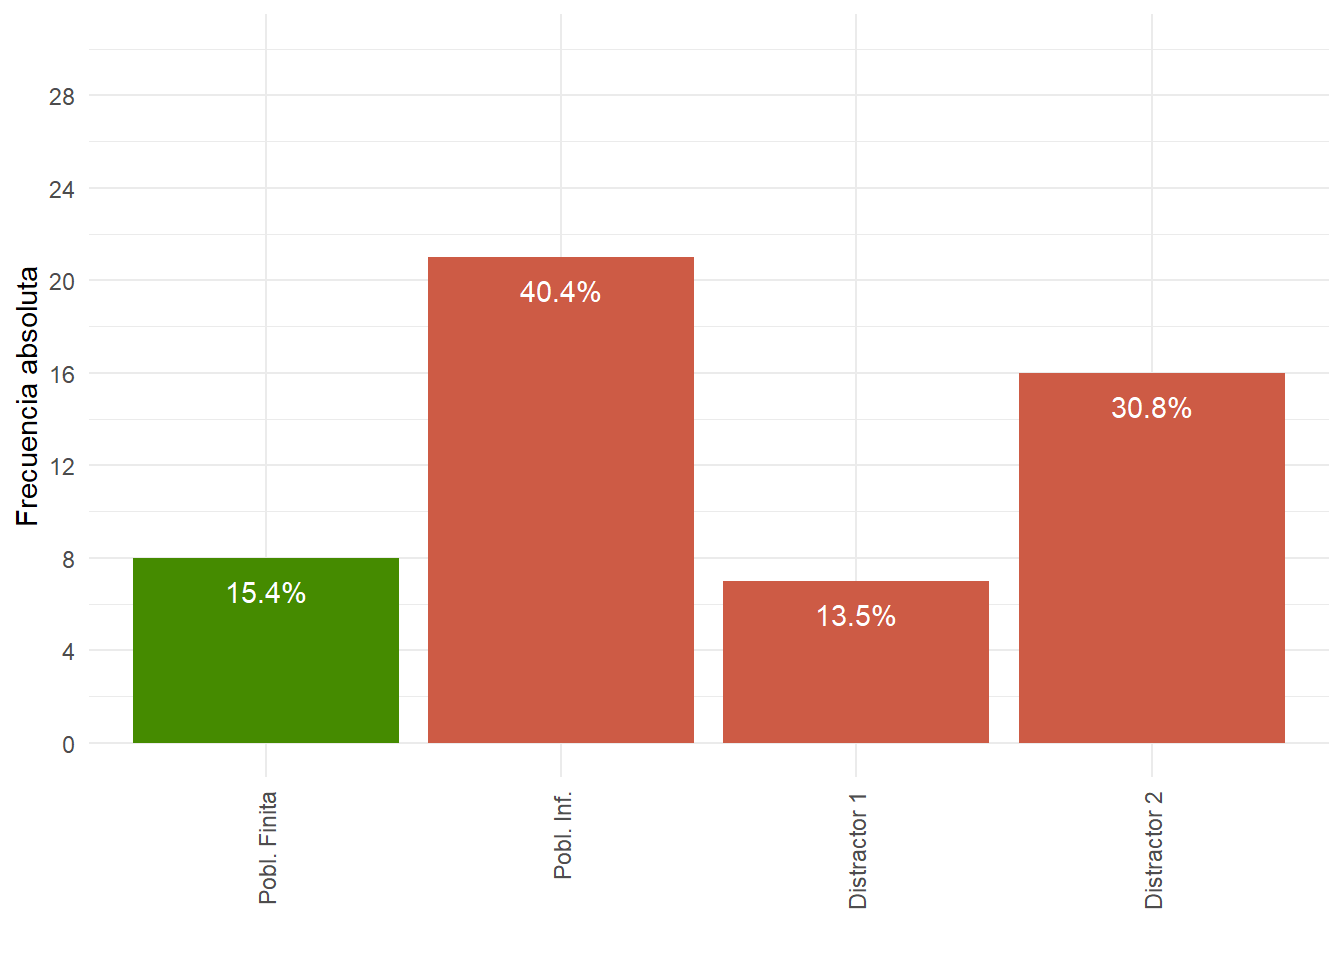 Frecuencia absoluta
28
24
20
16
12
8
4
0
15.4%
40.4%
13.5%
30.8%
Pobl. Finita
Pobl. Inf.
Distractor 1
Distractor 2